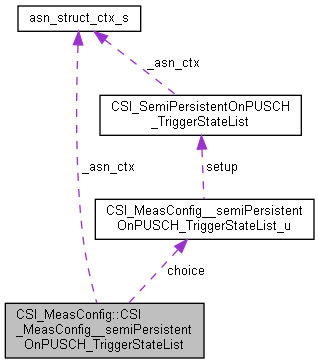 asn_struct_ctx_s
_asn_ctx
CSI_SemiPersistentOnPUSCH
_TriggerStateList
_asn_ctx
setup
CSI_MeasConfig__semiPersistent
OnPUSCH_TriggerStateList_u
choice
CSI_MeasConfig::CSI
_MeasConfig__semiPersistent
OnPUSCH_TriggerStateList